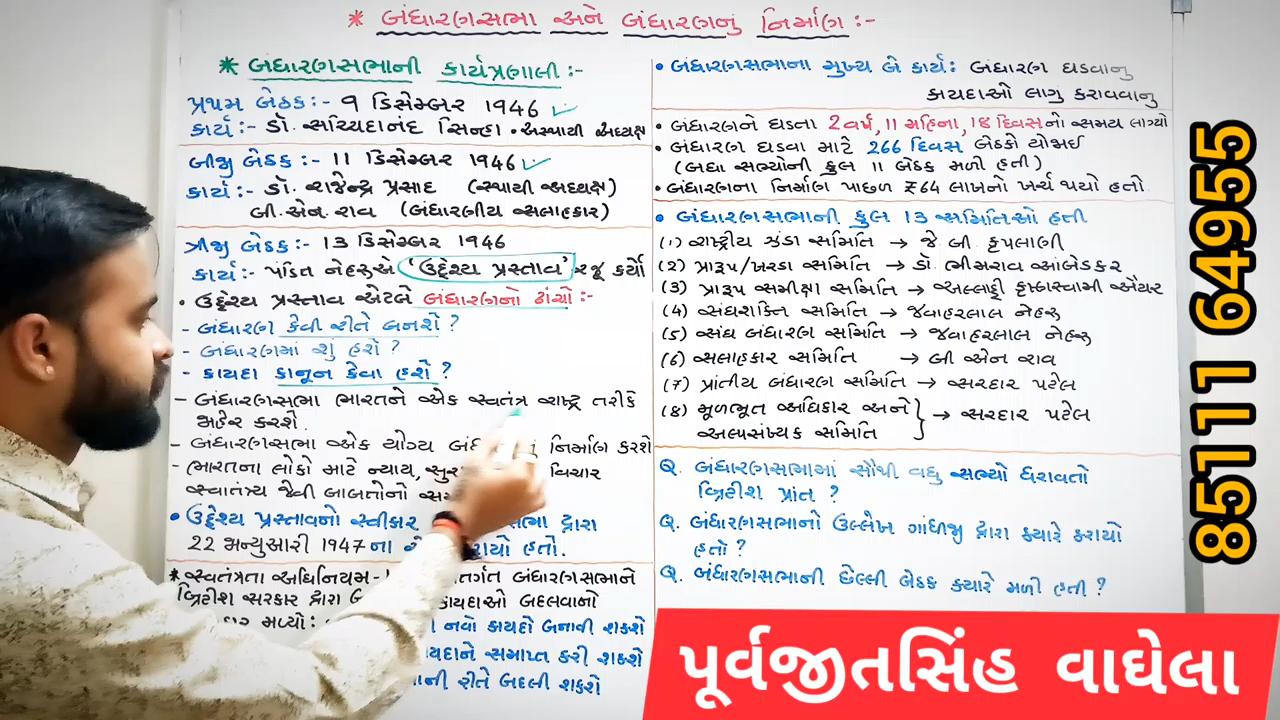 * બંધારણસભા અને બંધારણનું નિર્માણ :-
* બંધારણસભાની કાર્યપ્રણાલી :-
પ્રથમ બેઠક :- ૧ ડિસેમ્બર 1946
કાર્ય :- ડૉ. સચ્ચિદાનંદ સિન્હા • અસ્થાયી અધ્યક્ષ
બીજી બેઠક :- 11 ડિસેમ્બર 1946
કાર્ય :- ડૉ. રાજેન્દ્ર પ્રસાદ (સ્થાયી અધ્યક્ષ)
બી. એન. રાવ (બંધારણીય સલાહકાર)
ત્રીજી બેઠક :- 13 ડિસેમ્બર 1946
કાર્ય :- પંડિત નેહરુએ 'ઉદ્દેશ્ય પ્રસ્તાવ' રજૂ કર્યો
• ઉદ્દેશ્ય પ્રસ્તાવ એટલે બંધારણનો ઢાંચો :-
- બંધારણ કેવી રીતે બનશે ?
- બંધારણમાં શું હશે ?
- કાયદા કાનૂન કેવા હશે ?
- બંધારણસભા ભારતને એક સ્વતંત્ર રાષ્ટ્ર તરીકે
જાહેર કરશે.
- બંધારણસભા એક યોગ્ય નિર્માણ કરશે
- ભારતના લોકો માટે ન્યાય, વિચાર
સ્વાતંત્ર્ય જેવી બાબતોનો
• ઉદ્દેશ્ય પ્રસ્તાવનો સ્વીકાર દ્વારા
22 જાન્યુઆરી 1947 ના હતો.
* સ્વતંત્રતા અધિનિયમ- બંધારણસભાને
બ્રિટીશ સરકાર દ્વારા કાયદાઓ બદલવાનો
મળ્યો :
નવો કાયદો બનાવી શકશે
સમાપ્ત કરી શકશે
રીતે બદલી શકશે
• બંધારણસભાના મુખ્ય બે કાર્ય : બંધારણ ઘડવાનુ
કાયદાઓ લાગુ કરાવવાનુ
• બંધારણને ઘડતા 2 વર્ષ, 11 મહિના, 18 દિવસનો સમય લાગ્યો
• બંધારણ ઘડવા માટે 266 દિવસ બેઠકો યોજાઈ
(બધા સભ્યોની કુલ 11 બેઠક મળી હતી)
• બંધારણના નિર્માણ પાછળ ₹64 લાખનો ખર્ચ થયો હતો.
• બંધારણસભાની કુલ 13 સમિતિઓ હતી
(૧) રાષ્ટ્રીય ઝંડા સમિતિ → જે. બી. કૃપલાણી
(2) પ્રારૂપ/ખરડા સમિતિ → ડૉ. ભીમરાવ આંબેડકર
(3) પ્રારૂપ સમીક્ષા સમિતિ → અલ્લાદી કૃષ્ણસ્વામી ઐયર
(4) સંઘશક્તિ સમિતિ → જવાહરલાલ નેહરુ
(5) સંઘ બંધારણ સમિતિ → જવાહરલાલ નેહરુ
(6) સલાહકાર સમિતિ → બી એન રાવ
(7) પ્રાંતીય બંધારણ સમિતિ → સરદાર પટેલ
(8) મૂળભૂત અધિકાર અને
અલ્પસંખ્યક સમિતિ } → સરદાર પટેલ
Q. બંધારણસભામાં સૌથી વધુ સભ્યો ધરાવતો
બ્રિટીશ પ્રાંત ?
Q. બંધારણસભાનો ઉલ્લેખ ગાંધીજી દ્વારા ક્યારે કરાયો
હતો ?
Q. બંધારણસભાની છેલ્લી બેઠક ક્યારે મળી હતી ?
85111 64955
પૂર્વજીતસિંહ વાઘેલા